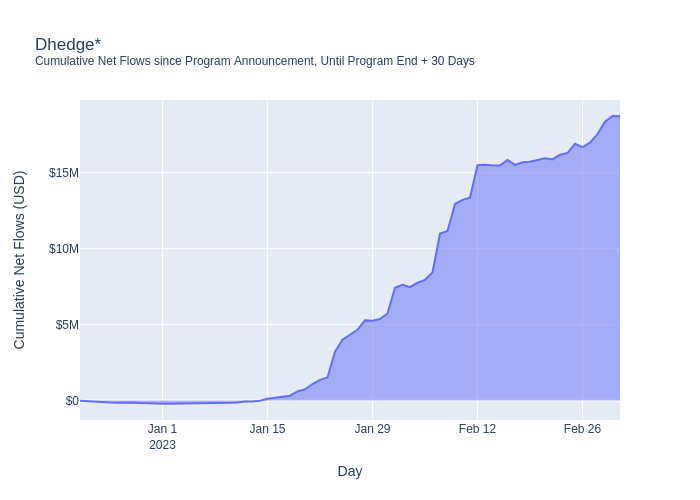 Dhedge*
Cumulative Net Flows since Program Announcement, Until Program End + 30 Days
Cumulative Net Flows (USD)
$15M
$10M
$5M
$0
Jan 1
2023
Jan 15
Jan 29
Feb 12
Feb 26
Day